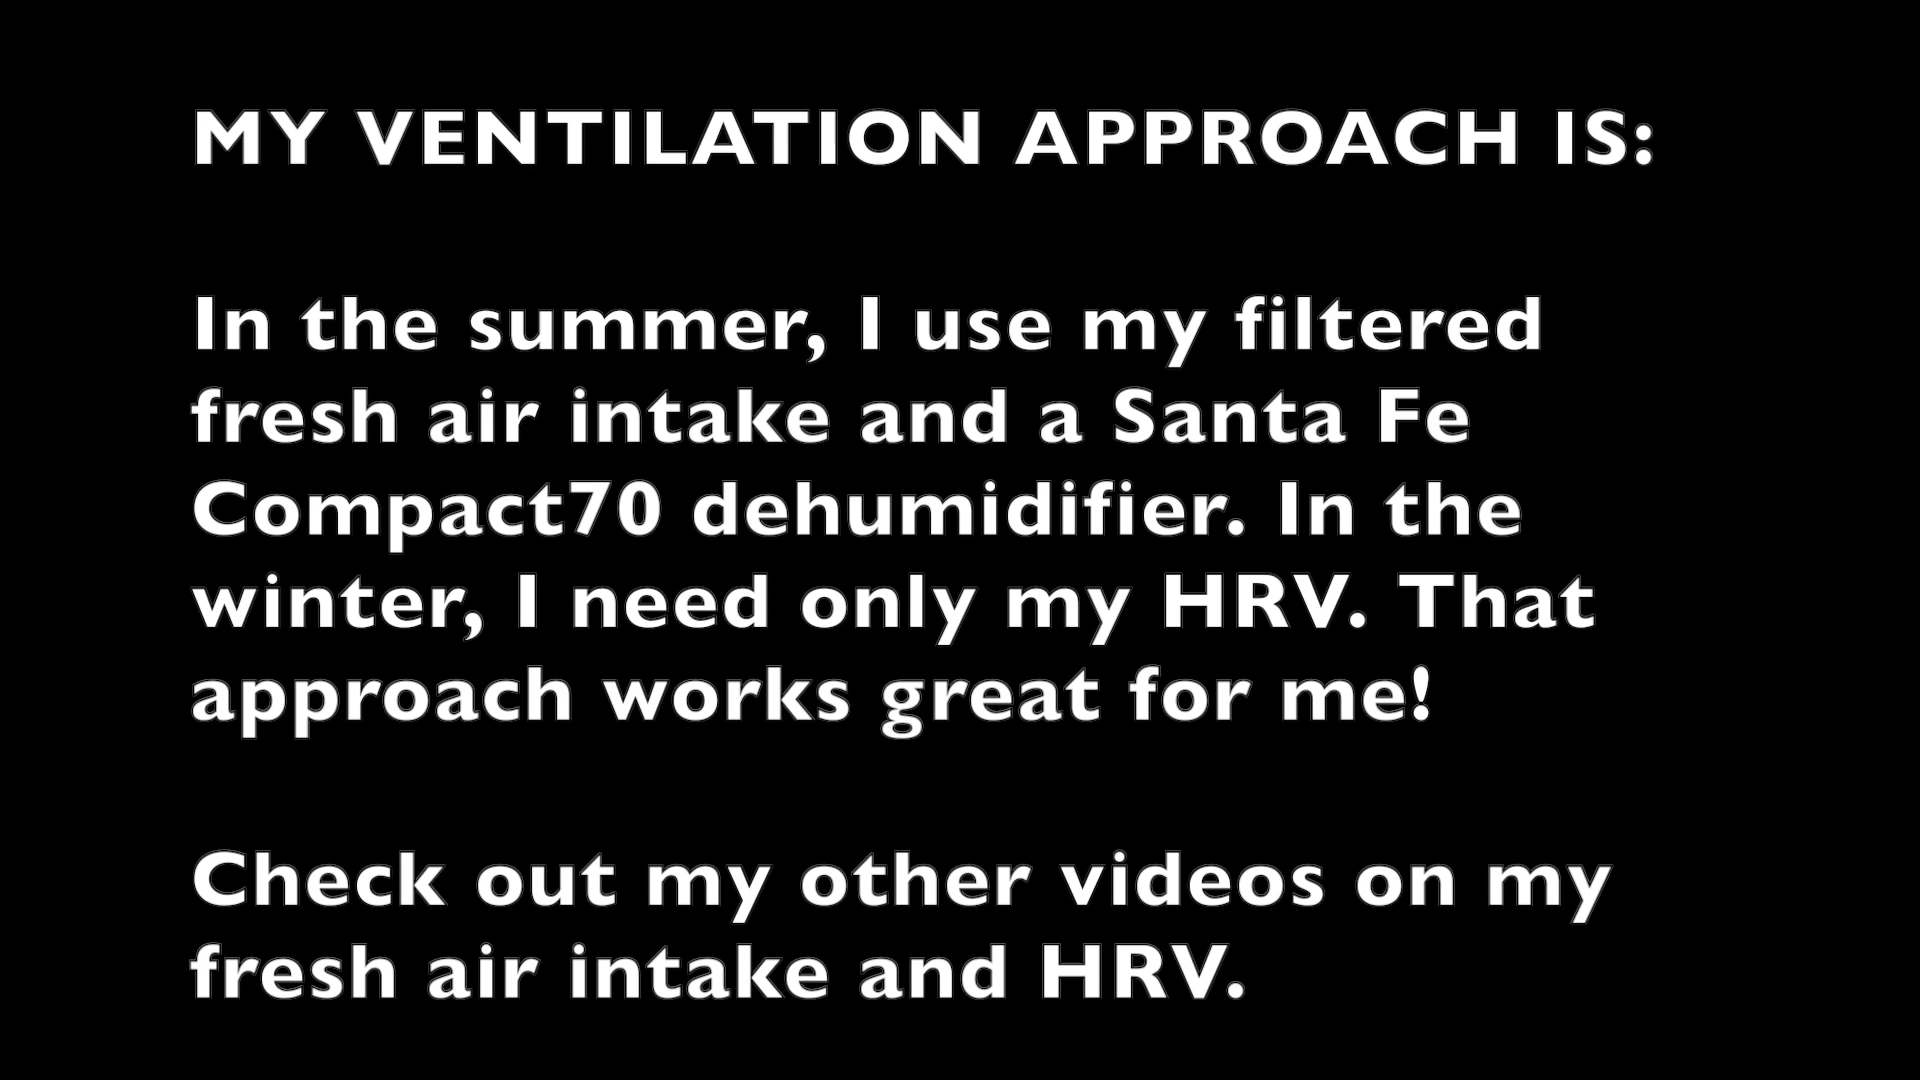 MY VENTILATION APPROACH IS:
In the summer, I use my filtered
fresh air intake and a Santa Fe
Compact70 dehumidifier. In the
winter, I need only my HRV. That
approach works great for me!
Check out my other videos on my
fresh air intake and HRV.